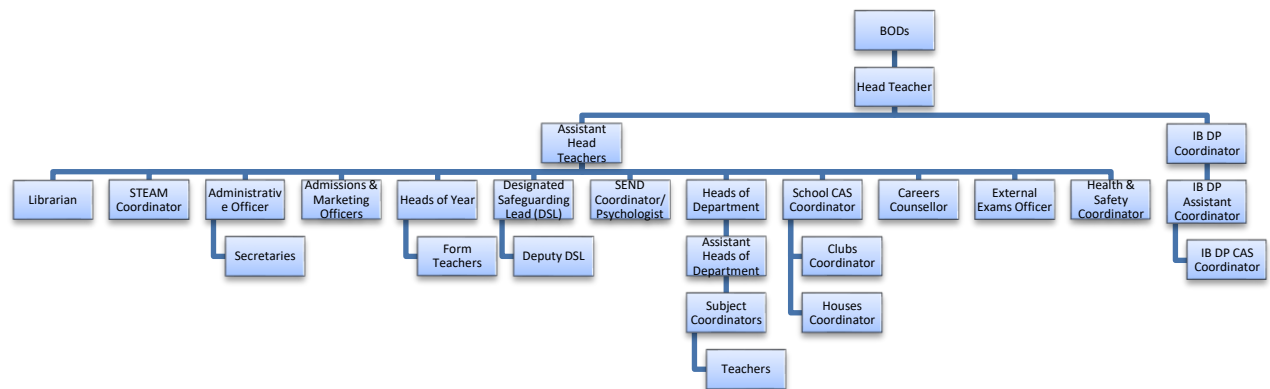 BODs
Head Teacher
Assistant
Head
Teachers
IB DP
Coordinator
Librarian
STEAM
Coordinator
Administrativ
e Officer
Admissions &
Marketing
Officers
Heads of Year
Designated
Safeguarding
Lead (DSL)
SEND
Coordinator/
Psychologist
Heads of
Department
School CAS
Coordinator
Careers
Counsellor
External
Exams Officer
Health &
Safety
Coordinator
IB DP
Assistant
Coordinator
Secretaries
Form
Teachers
Deputy DSL
Assistant
Heads of
Department
Clubs
Coordinator
IB DP CAS
Coordinator
Subject
Coordinators
Houses
Coordinator
Teachers